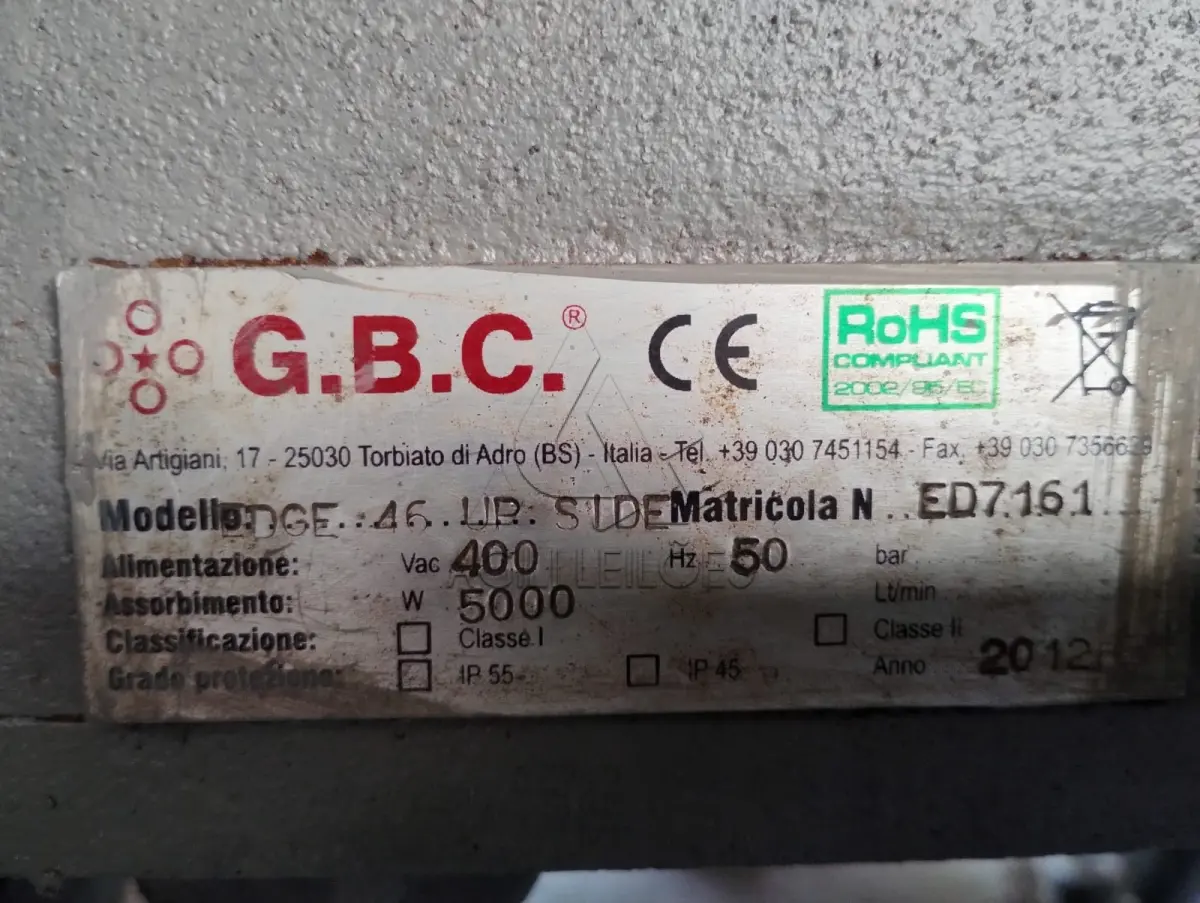 G.B.C.® CE RoHS
COMPLIANT
2002/95/EC
Via Artigiani, 17 - 25030 Torbiato di Adro (BS) - Italia - Tel. +39 030 7451154 - Fax. +39 030 7356629
Modello: EDGE 46 UP SIDE Matricola N ED7161
Alimentazione: Vac 400 Hz 50 bar
Assorbimento: W 5000 Lt/min
Classificazione: Classe I Classe II
Grado protezione: IP 55 IP 45 Anno 2012
LEILÕES